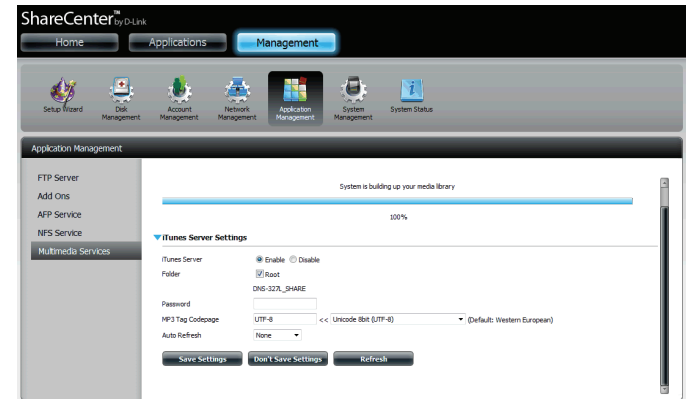 ShareCenter™ by D-Link
Home Applications Management
Setup Wizard Disk Management Account Management Network Management Application Management System Management System Status
Application Management
FTP Server
Add Ons
AFP Service
NFS Service
Multimedia Services
System is building up your media library
100%
iTunes Server Settings
iTunes Server Enable Disable
Folder Root
DNS-327L_SHARE
Password
MP3 Tag Codepage UTF-8 << Unicode 8bit (UTF-8) (Default: Western European)
Auto Refresh None
Save Settings Don't Save Settings Refresh